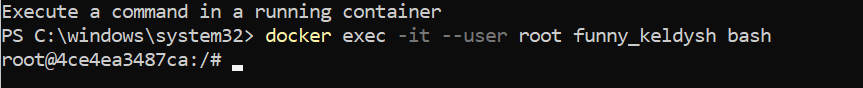 Execute a command in a running container
PS C:\windows\system32> docker exec -it --user root funny_keldysh bash
root@4ce4ea3487ca:/#